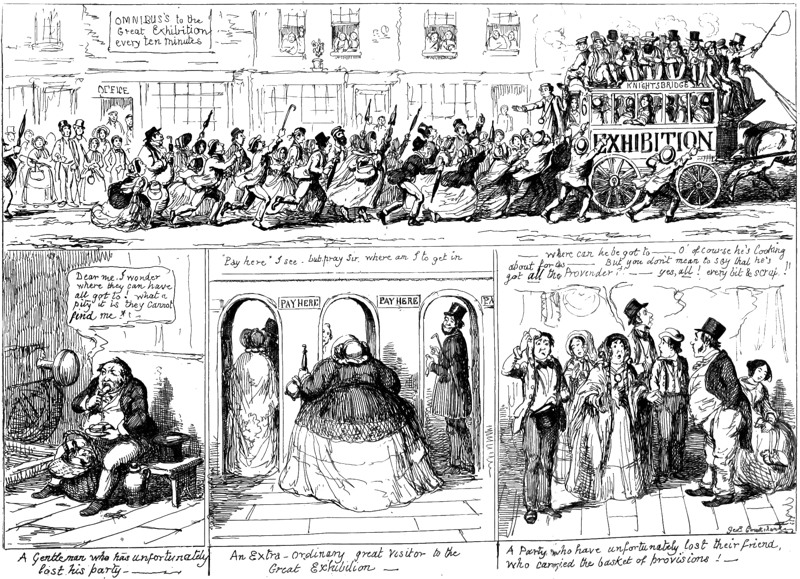 OMNIBUS's to the
Great Exhibition
every ten minutes
OFFICE
KNIGHTSBRIDGE
EXHIBITION
Dear me. I wonder
where they can have
all got to! what a
pity it is they cannot
find me!!
A Gentleman who has unfortunately
lost his party —
"Pay here" I see - but pray Sir, where am I to get in
PAY HERE
PAY HERE
PA
An Extra-ordinary great visitor to the
Great Exhibition —
where can he be got to — O' of course he's looking
about for us — But you don't mean to say that he's
got all the Provender!! — yes, all! every bit & scrap!!
Geo. Cruikshank
A Party who have unfortunately lost their friend,
who carried the basket of provisions! —